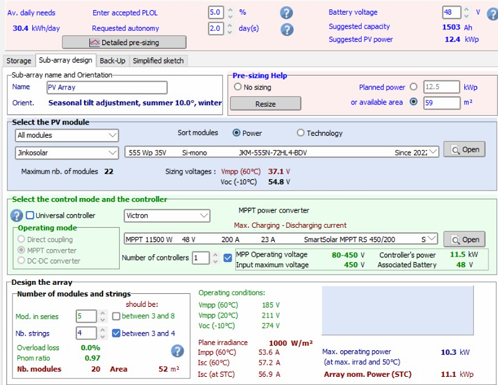 Av. daily needs Enter accepted PLOL 5.0 % ? Battery voltage 48 V ?
30.4 kWh/day Requested autonomy 2.0 day(s) ? Suggested capacity 1503 Ah
Detailed pre-sizing Suggested PV power 12.4 kWp
Storage Sub-array design Back-Up Simplified sketch
Sub-array name and Orientation Pre-sizing Help
Name PV Array No sizing Planned power 12.5 kWp
Orient. Seasonal tilt adjustment, summer 10.0°, winter Resize or available area 59 m²
Select the PV module
All modules Sort modules Power Technology
Jinkosolar 555 Wp 35V Si-mono JKM-555N-72HL4-BDV Since 202 Open
Maximum nb. of modules 22 Sizing voltages : Vmpp (60°C) 37.1 V
Voc (-10°C) 54.8 V
Select the control mode and the controller
? Universal controller Victron MPPT power converter
Operating mode Max. Charging - Discharging current
Direct coupling MPPT 11500 W 48 V 200 A 23 A SmartSolar MPPT RS 450/200 S Open
MPPT converter Number of controllers 1 MPP Operating voltage 80-450 V Controller's power 11.5 kW
DC-DC converter Input maximum voltage 450 V Associated Battery 48 V
Design the array
Number of modules and strings Operating conditions:
should be: Vmpp (60°C) 185 V
Mod. in series 5 between 3 and 8 Vmpp (20°C) 211 V
Voc (-10°C) 274 V
Nb. strings 4 between 3 and 4
Plane irradiance 1000 W/m²
Overload loss 0.0% Impp (60°C) 53.6 A Max. operating power 10.3 kW
Pnom ratio 0.97 ? Isc (60°C) 57.2 A (at max. irrad and 50°C)
Nb. modules 20 Area 52 m² Isc (at STC) 56.9 A Array nom. Power (STC) 11.1 kWp